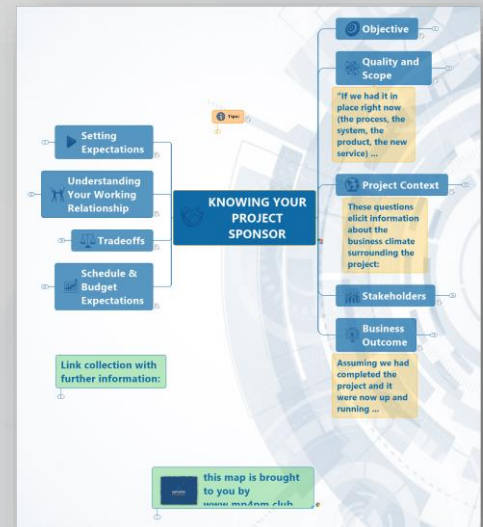 Objective
Quality and
Scope
"If we had it in
place right now
(the process, the
system, the
product, the new
service) ...
Tips:
Setting
Expectations
Understanding
Your Working
Relationship
Tradeoffs
Schedule &
Budget
Expectations
KNOWING YOUR
PROJECT
SPONSOR
Project Context
These questions
elicit information
about the
business climate
surrounding the
project:
Stakeholders
Business
Outcome
Assuming we had
completed the
project and it
were now up and
running ...
Link collection with
further information:
this map is brought
to you by
www.mp4pm.club